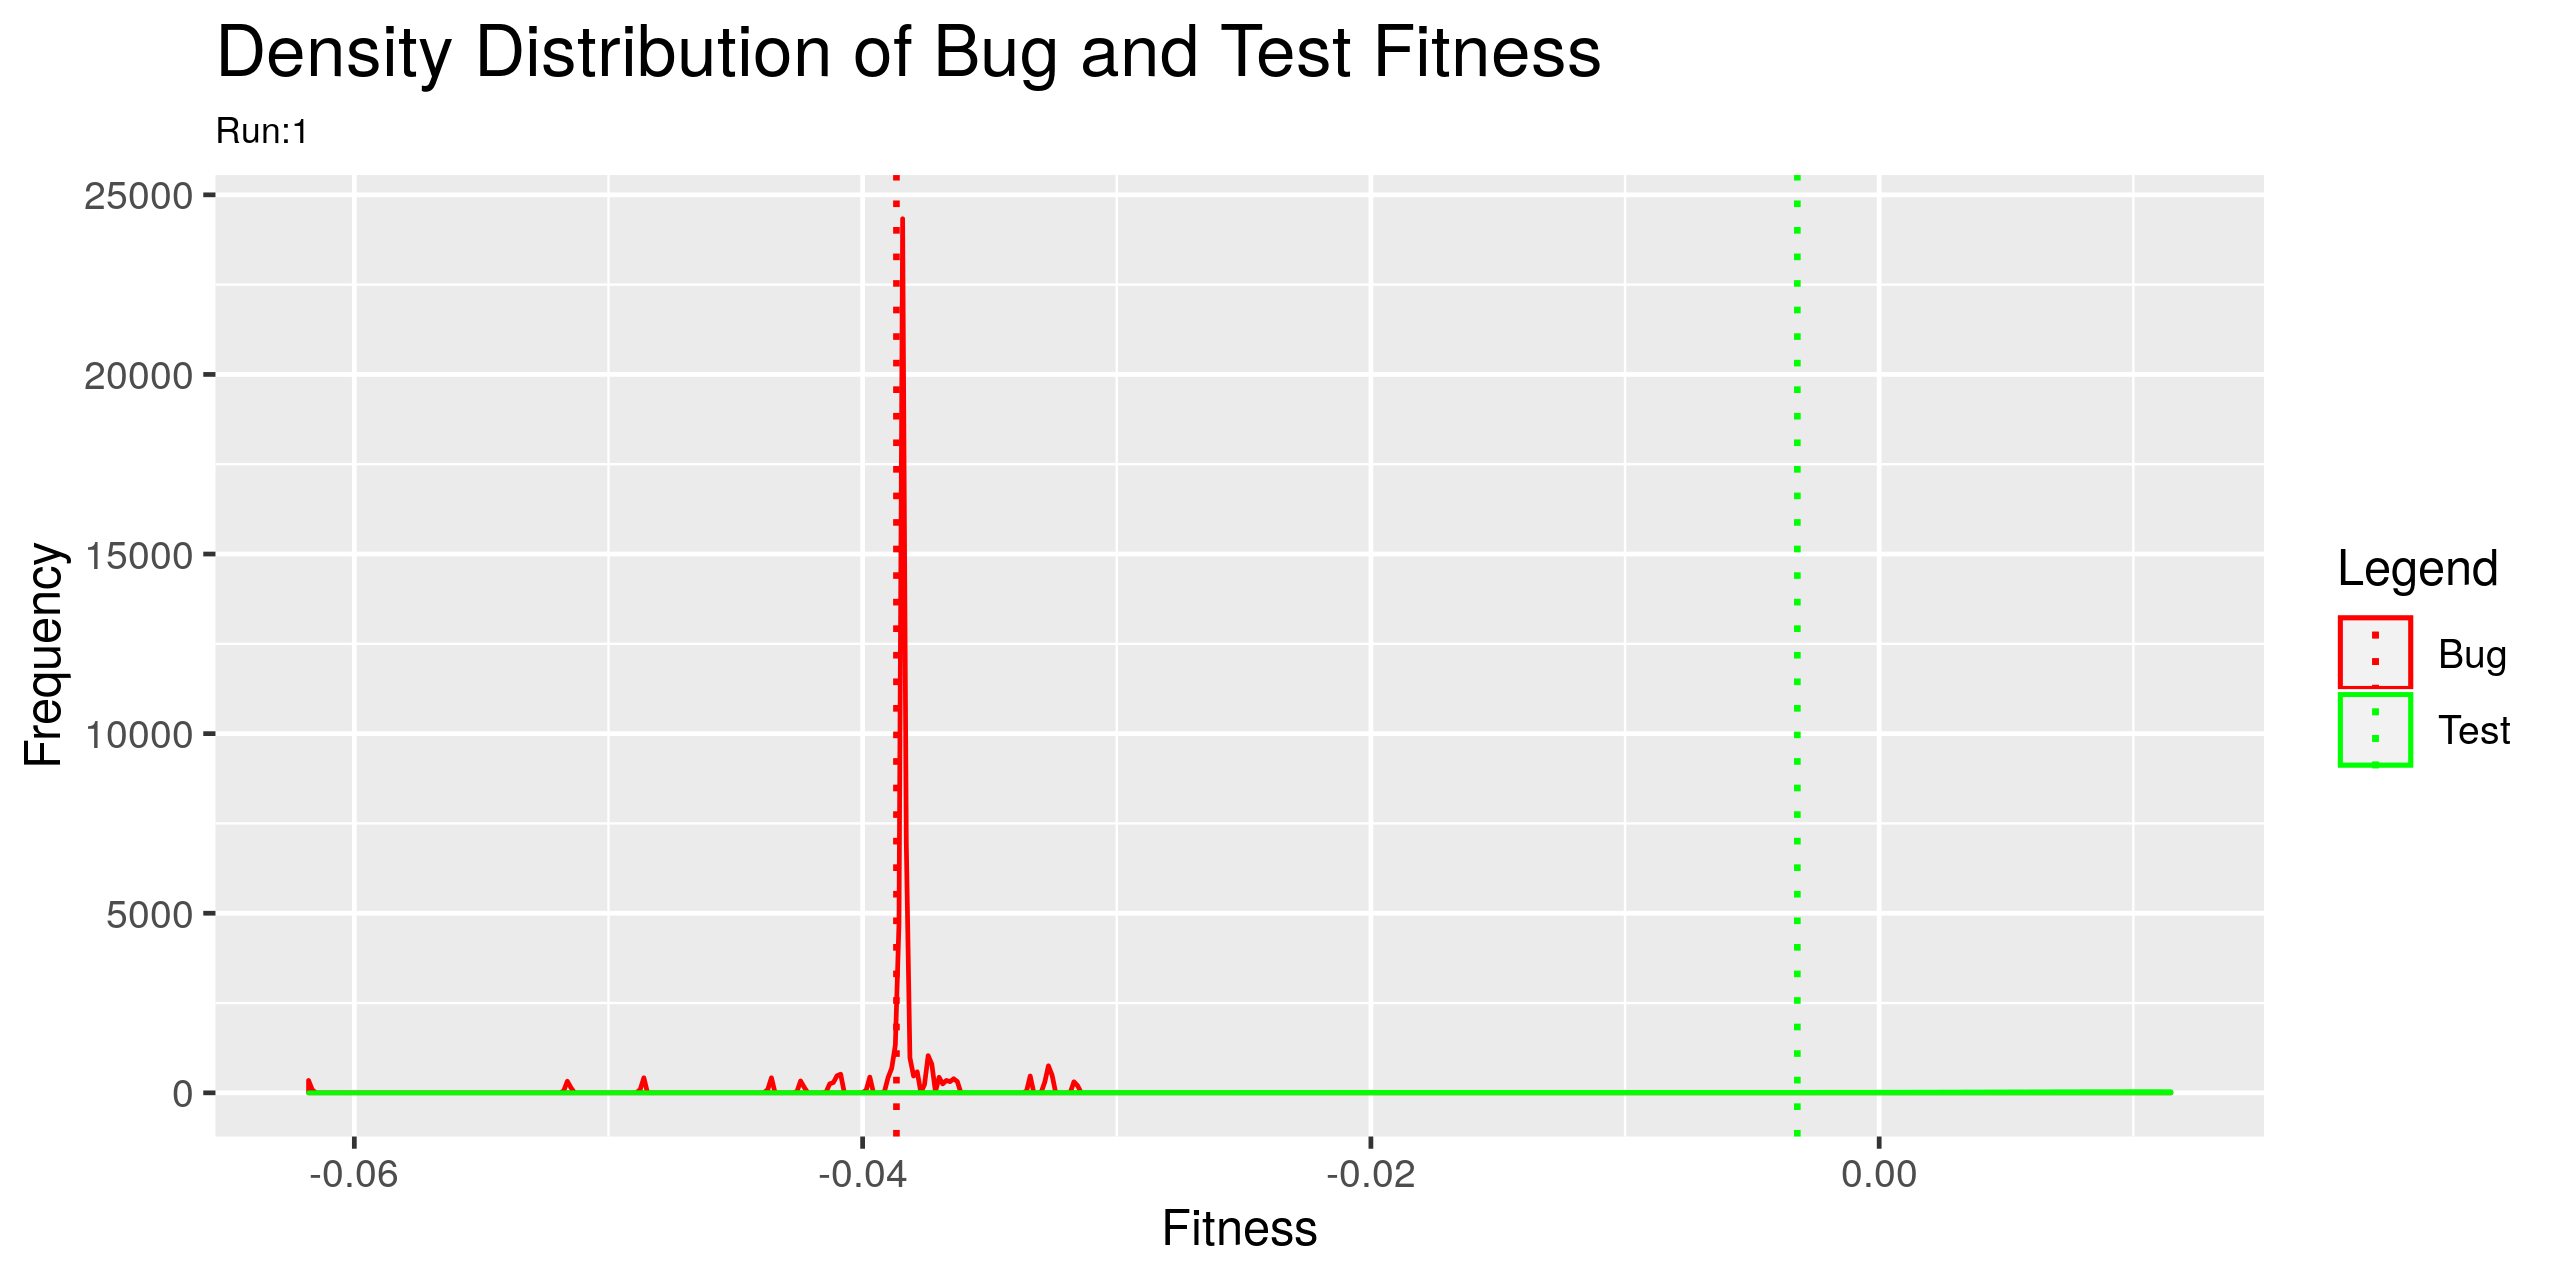 Density Distribution of Bug and Test Fitness
Run:1
25000
20000
15000
10000
5000
0
Frequency
-0.06
-0.04
-0.02
0.00
Fitness
Legend
Bug
Test